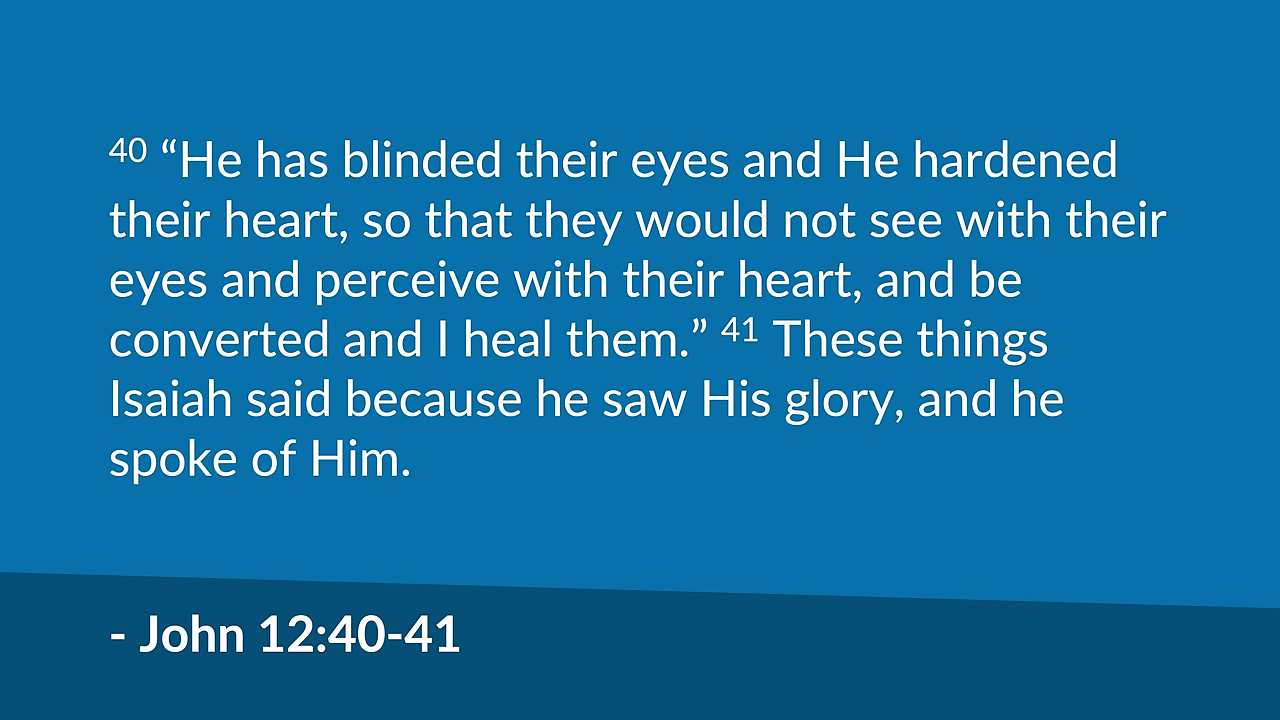 40 “He has blinded their eyes and He hardened
their heart, so that they would not see with their
eyes and perceive with their heart, and be
converted and I heal them.” 41 These things
Isaiah said because he saw His glory, and he
spoke of Him.
- John 12:40-41